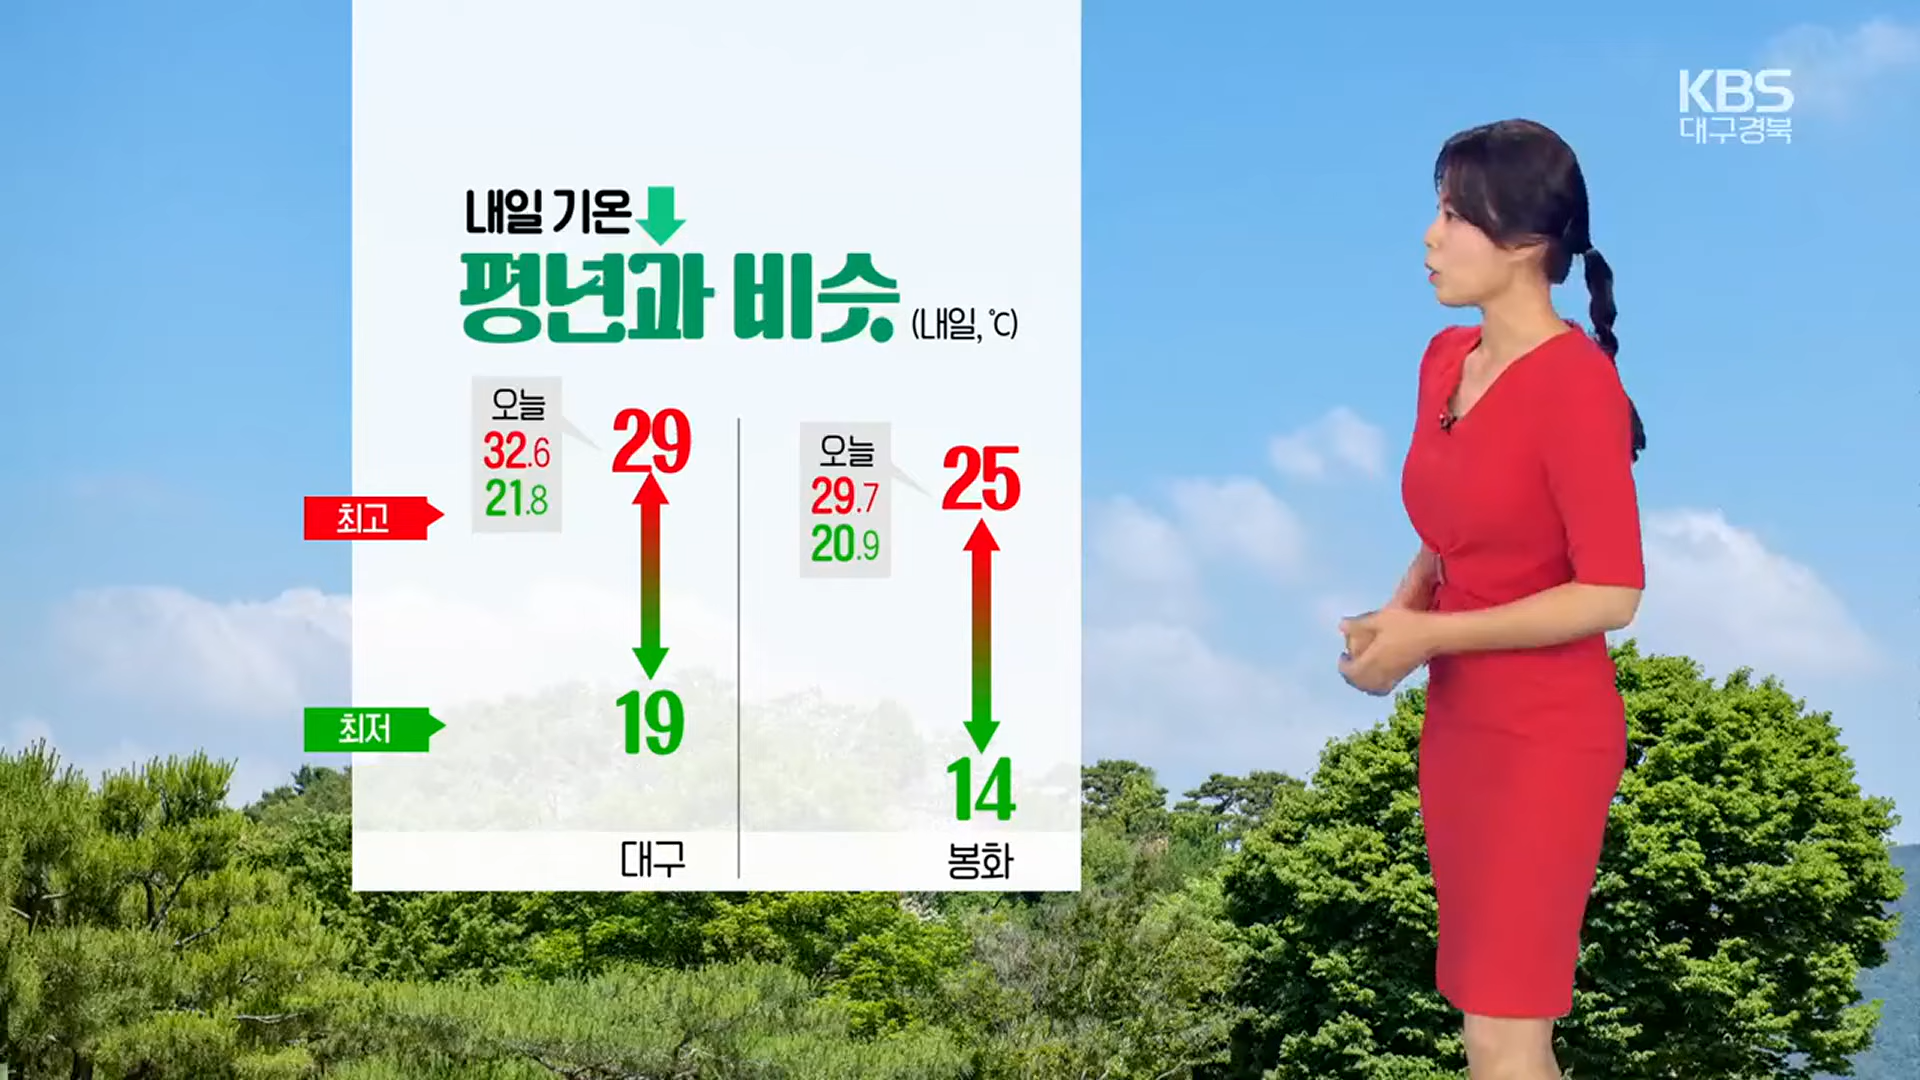 KBS
대구경북
내일 기온
평년과 비슷 (내일, ℃)
오늘
32.6
21.8
29
19
대구
오늘
29.7
20.9
25
14
봉화
최고
최저